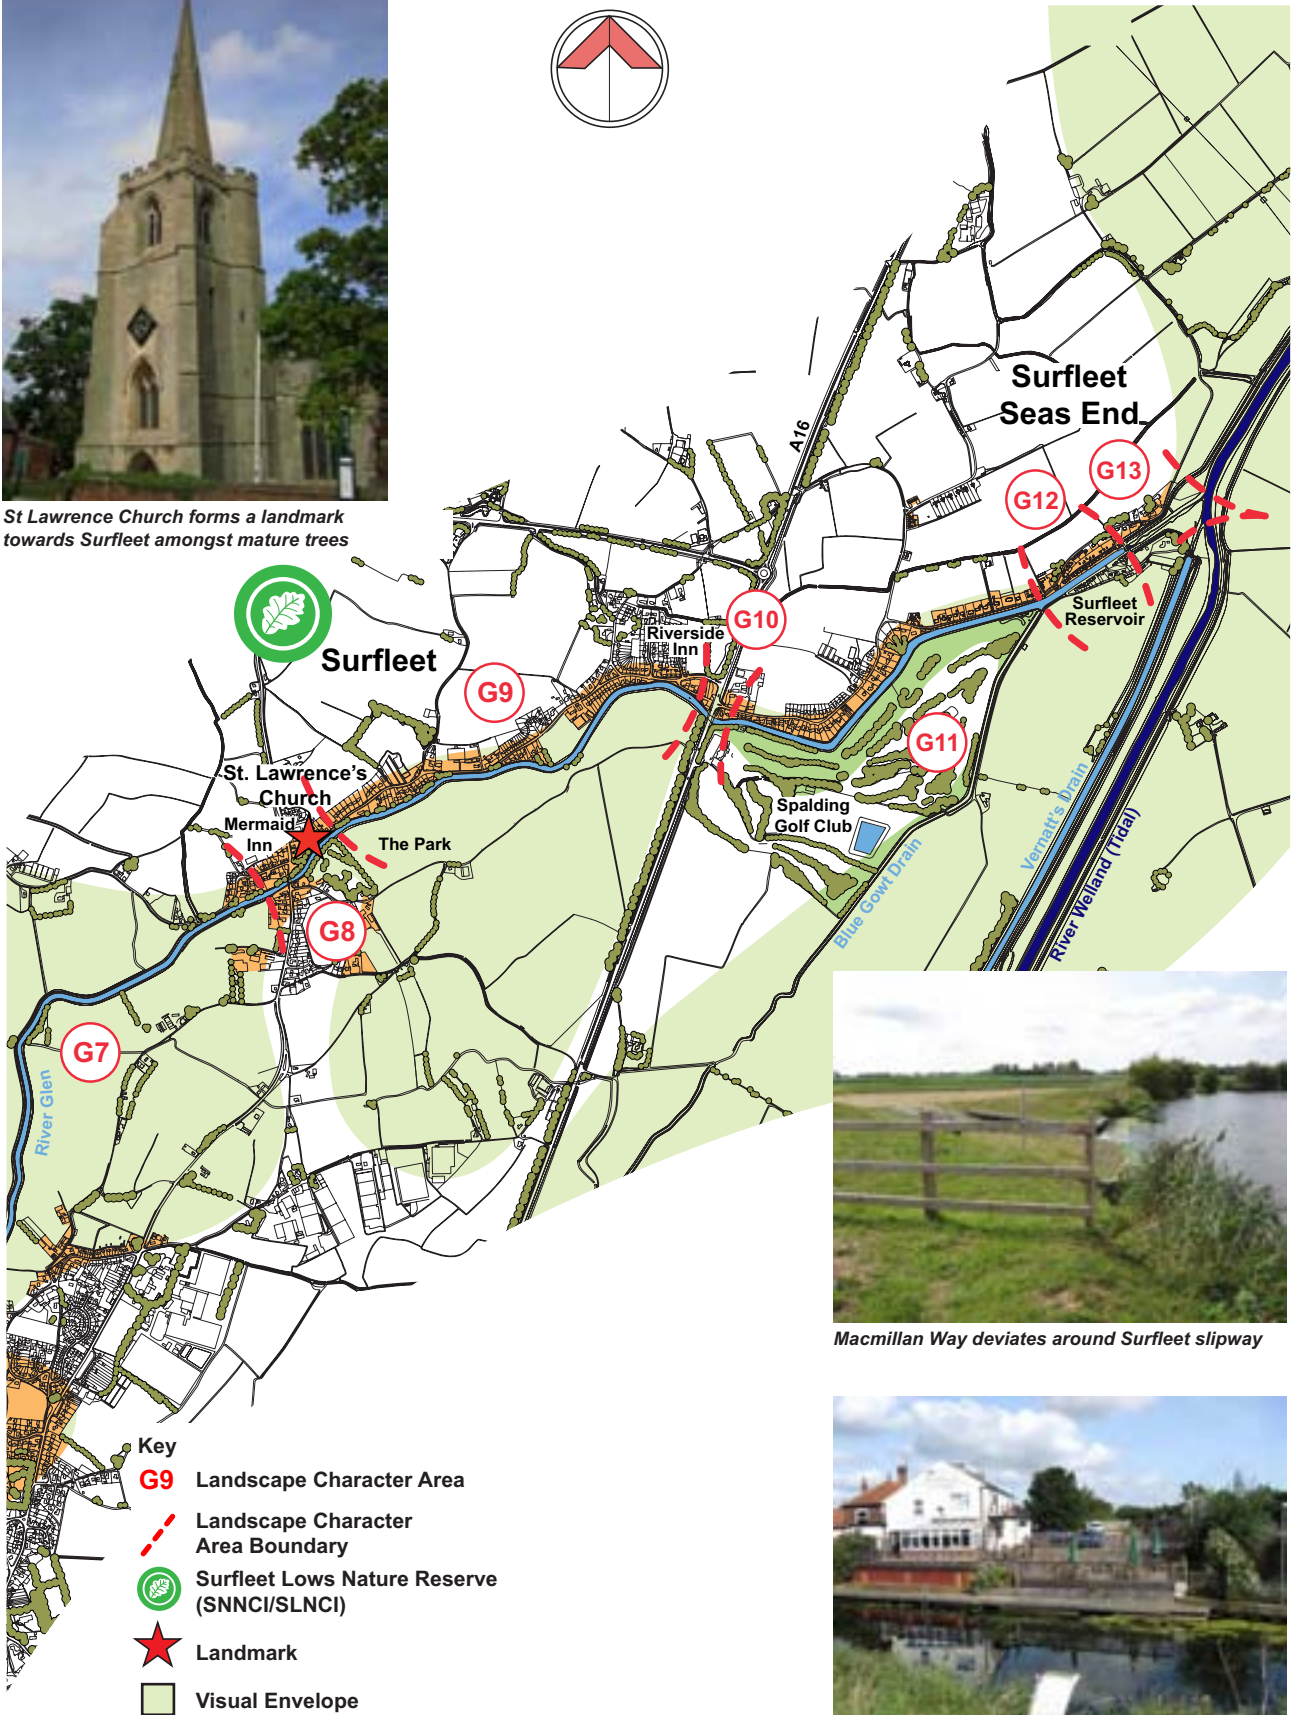 St Lawrence Church forms a landmark
towards Surfleet amongst mature trees
Surfleet
Seas End
A16
G13
G12
G10
Riverside
Inn
Surfleet
Reservoir
Surfleet
G9
G11
St. Lawrence's
Church
Mermaid
Inn
The Park
Spalding
Golf Club
Blue Gowt Drain
Vernatt's Drain
River Welland (Tidal)
G8
G7
River Glen
Macmillan Way deviates around Surfleet slipway
Key
G9 Landscape Character Area
Landscape Character
Area Boundary
Surfleet Lows Nature Reserve
(SNNCI/SLNCI)
Landmark
Visual Envelope